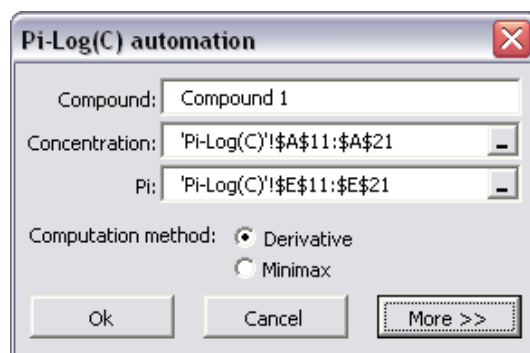 Pi-Log(C) automation
Compound: Compound 1
Concentration: 'Pi-Log(C)'!$A$11:$A$21
Pi: 'Pi-Log(C)'!$E$11:$E$21
Computation method: Derivative
Minimax
Ok Cancel More >>